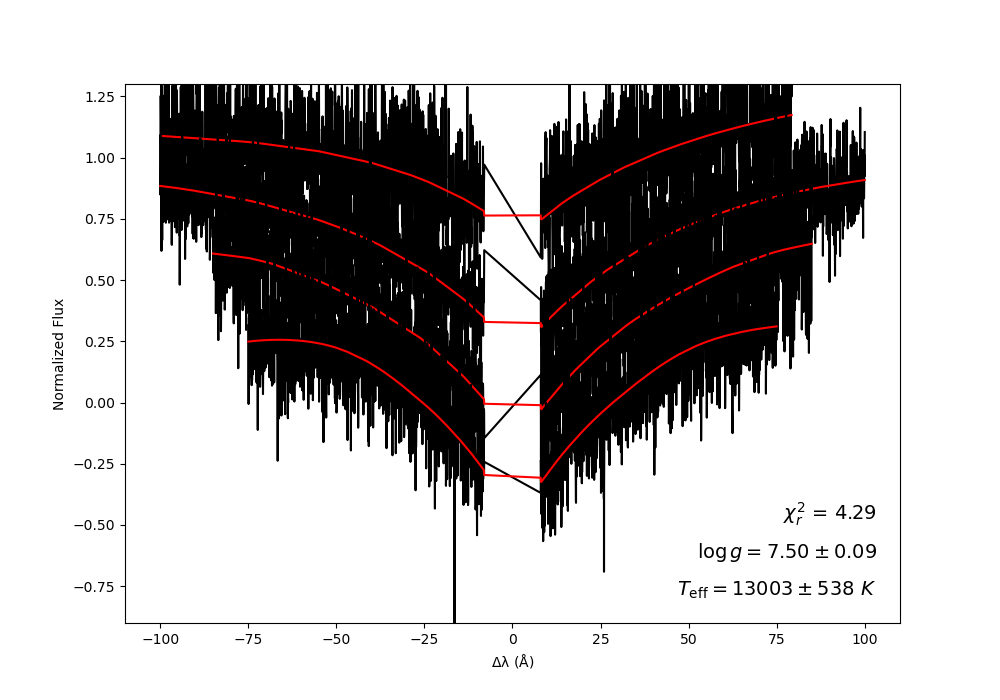 1.25
1.00
0.75
0.50
0.25
0.00
−0.25
−0.50
−0.75
Normalized Flux
χ²ᵣ = 4.29
log g = 7.50 ± 0.09
T_eff = 13003 ± 538 K
−100 −75 −50 −25 0 25 50 75 100
Δλ (Å)